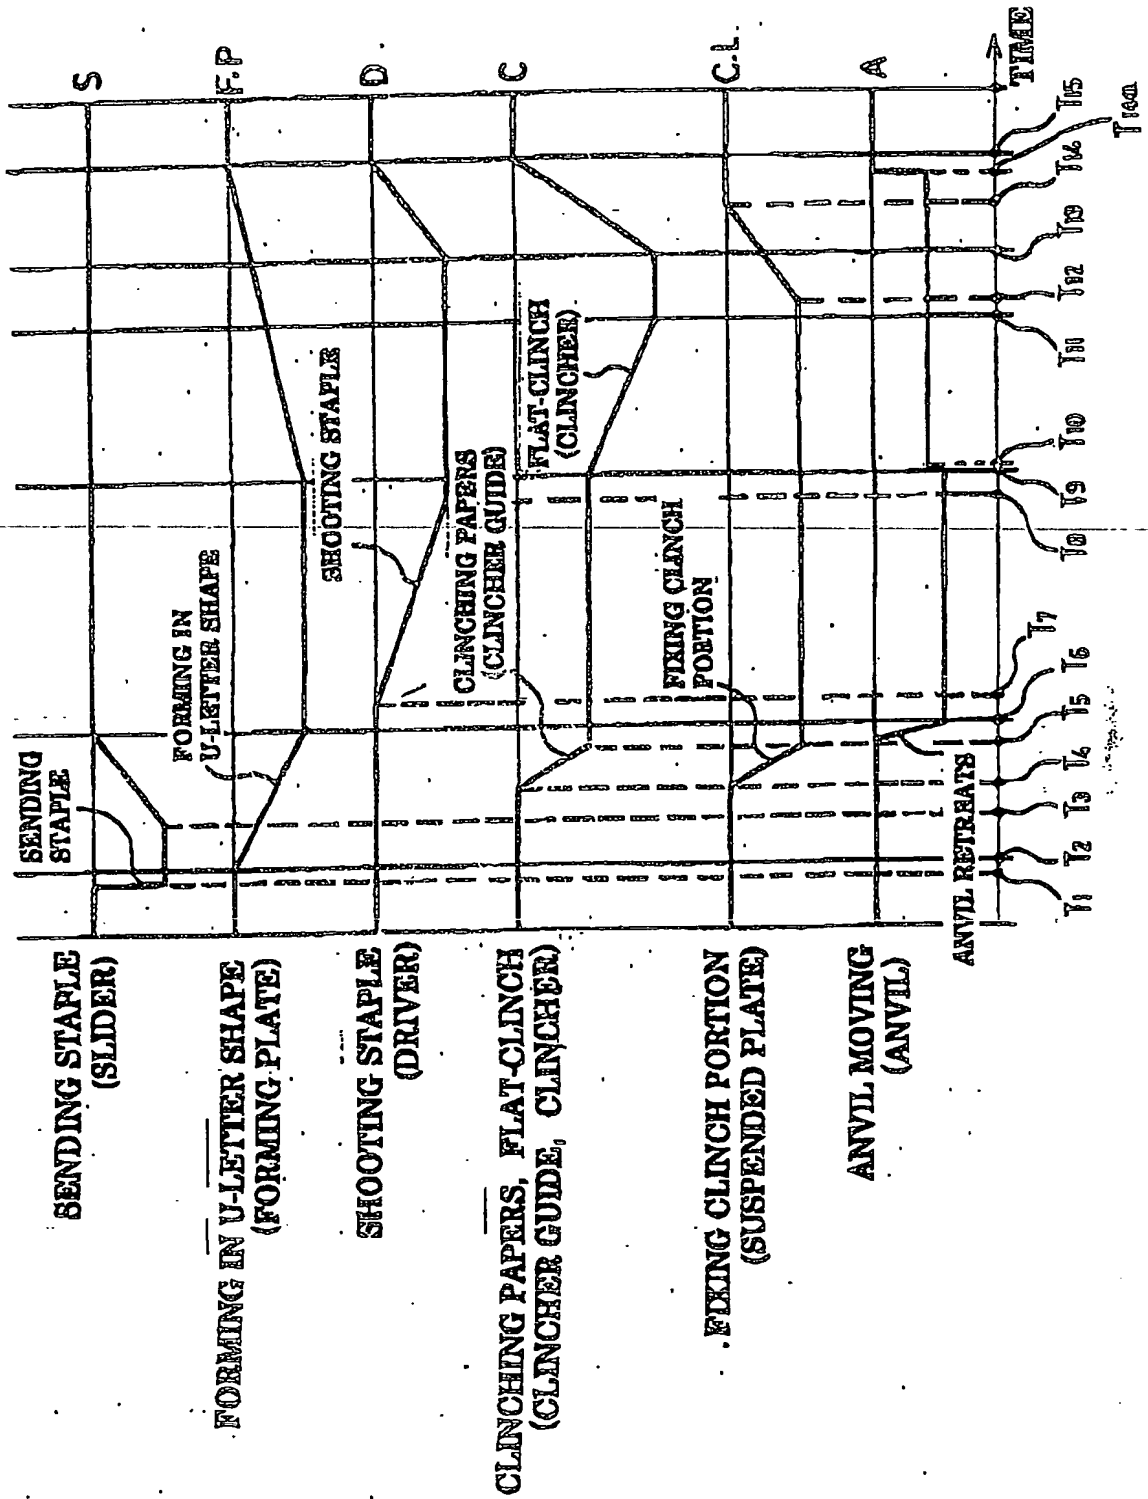 SENDING STAPLE
(SLIDER)
FORMING IN U-LETTER SHAPE
(FORMING PLATE)
SHOOTING STAPLE
(DRIVER)
CLINCHING PAPERS, FLAT-CLINCH
(CLINCHER GUIDE, CLINCHER)
FIXING CLINCH PORTION
(SUSPENDED PLATE)
ANVIL MOVING
(ANVIL)
SENDING
STAPLE
FORMING IN
U-LETTER SHAPE
SHOOTING STAPLE
CLINCHING PAPERS
(CLINCHER GUIDE)
FLAT-CLINCH
(CLINCHER)
FIXING CLINCH
PORTION
ANVIL RETREATS
S
F.P
D
C
C.L.
A
TIME
T1
T2
T3
T4
T5
T6
T7
T8
T9
T10
T11
T12
T13
T14
T14a
T15